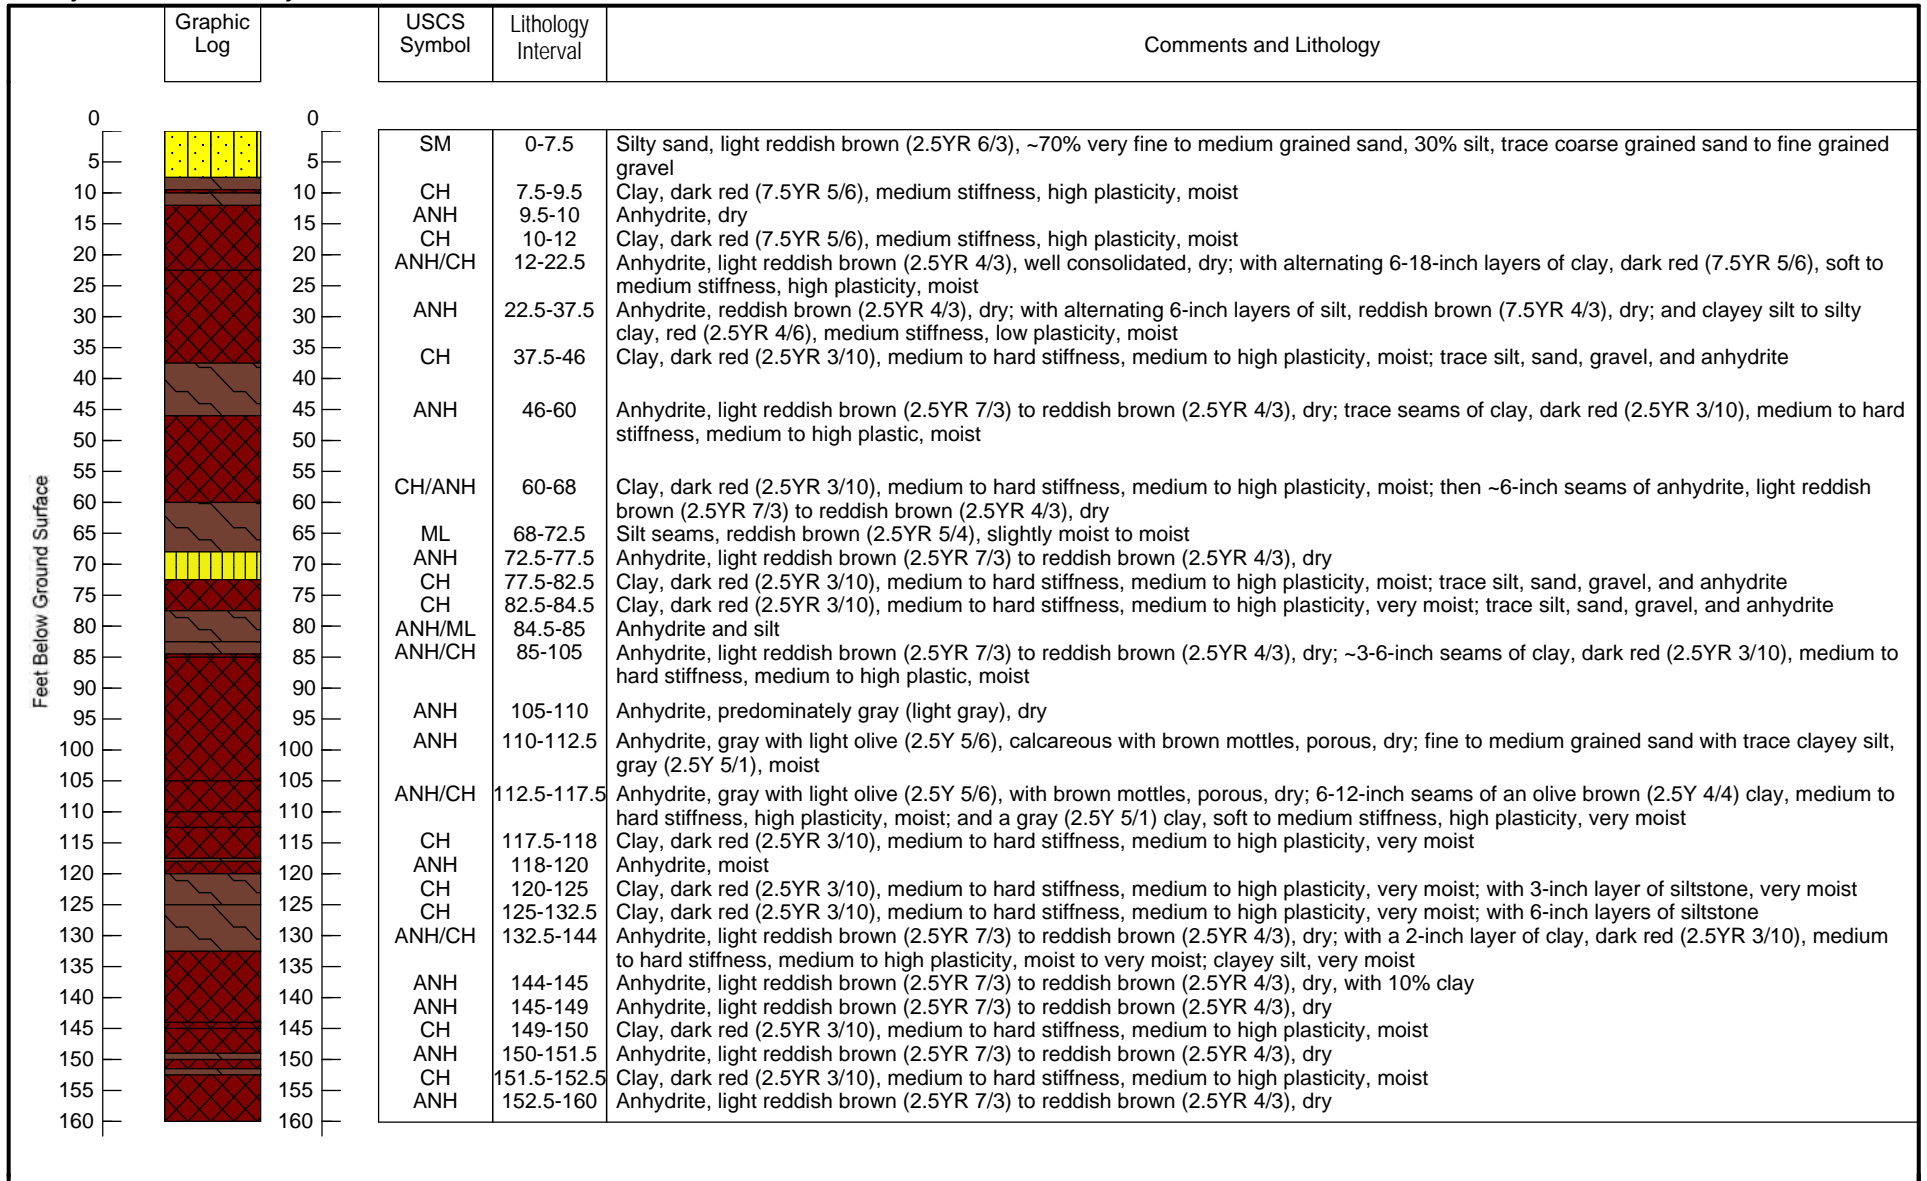 Graphic Log
USCS Symbol
Lithology Interval
Comments and Lithology
Feet Below Ground Surface
0 0
5 5
10 10
15 15
20 20
25 25
30 30
35 35
40 40
45 45
50 50
55 55
60 60
65 65
70 70
75 75
80 80
85 85
90 90
95 95
100 100
105 105
110 110
115 115
120 120
125 125
130 130
135 135
140 140
145 145
150 150
155 155
160 160
SM 0-7.5 Silty sand, light reddish brown (2.5YR 6/3), ~70% very fine to medium grained sand, 30% silt, trace coarse grained sand to fine grained
gravel
CH 7.5-9.5 Clay, dark red (7.5YR 5/6), medium stiffness, high plasticity, moist
ANH 9.5-10 Anhydrite, dry
CH 10-12 Clay, dark red (7.5YR 5/6), medium stiffness, high plasticity, moist
ANH/CH 12-22.5 Anhydrite, light reddish brown (2.5YR 4/3), well consolidated, dry; with alternating 6-18-inch layers of clay, dark red (7.5YR 5/6), soft to
medium stiffness, high plasticity, moist
ANH 22.5-37.5 Anhydrite, reddish brown (2.5YR 4/3), dry; with alternating 6-inch layers of silt, reddish brown (7.5YR 4/3), dry; and clayey silt to silty
clay, red (2.5YR 4/6), medium stiffness, low plasticity, moist
CH 37.5-46 Clay, dark red (2.5YR 3/10), medium to hard stiffness, medium to high plasticity, moist; trace silt, sand, gravel, and anhydrite
ANH 46-60 Anhydrite, light reddish brown (2.5YR 7/3) to reddish brown (2.5YR 4/3), dry; trace seams of clay, dark red (2.5YR 3/10), medium to hard
stiffness, medium to high plastic, moist
CH/ANH 60-68 Clay, dark red (2.5YR 3/10), medium to hard stiffness, medium to high plasticity, moist; then ~6-inch seams of anhydrite, light reddish
brown (2.5YR 7/3) to reddish brown (2.5YR 4/3), dry
ML 68-72.5 Silt seams, reddish brown (2.5YR 5/4), slightly moist to moist
ANH 72.5-77.5 Anhydrite, light reddish brown (2.5YR 7/3) to reddish brown (2.5YR 4/3), dry
CH 77.5-82.5 Clay, dark red (2.5YR 3/10), medium to hard stiffness, medium to high plasticity, moist; trace silt, sand, gravel, and anhydrite
CH 82.5-84.5 Clay, dark red (2.5YR 3/10), medium to hard stiffness, medium to high plasticity, very moist; trace silt, sand, gravel, and anhydrite
ANH/ML 84.5-85 Anhydrite and silt
ANH/CH 85-105 Anhydrite, light reddish brown (2.5YR 7/3) to reddish brown (2.5YR 4/3), dry; ~3-6-inch seams of clay, dark red (2.5YR 3/10), medium to
hard stiffness, medium to high plastic, moist
ANH 105-110 Anhydrite, predominately gray (light gray), dry
ANH 110-112.5 Anhydrite, gray with light olive (2.5Y 5/6), calcareous with brown mottles, porous, dry; fine to medium grained sand with trace clayey silt,
gray (2.5Y 5/1), moist
ANH/CH 112.5-117.5 Anhydrite, gray with light olive (2.5Y 5/6), with brown mottles, porous, dry; 6-12-inch seams of an olive brown (2.5Y 4/4) clay, medium to
hard stiffness, high plasticity, moist; and a gray (2.5Y 5/1) clay, soft to medium stiffness, high plasticity, very moist
CH 117.5-118 Clay, dark red (2.5YR 3/10), medium to hard stiffness, medium to high plasticity, very moist
ANH 118-120 Anhydrite, moist
CH 120-125 Clay, dark red (2.5YR 3/10), medium to hard stiffness, medium to high plasticity, very moist; with 3-inch layer of siltstone, very moist
CH 125-132.5 Clay, dark red (2.5YR 3/10), medium to hard stiffness, medium to high plasticity, very moist; with 6-inch layers of siltstone
ANH/CH 132.5-144 Anhydrite, light reddish brown (2.5YR 7/3) to reddish brown (2.5YR 4/3), dry; with a 2-inch layer of clay, dark red (2.5YR 3/10), medium
to hard stiffness, medium to high plasticity, moist to very moist; clayey silt, very moist
ANH 144-145 Anhydrite, light reddish brown (2.5YR 7/3) to reddish brown (2.5YR 4/3), dry, with 10% clay
ANH 145-149 Anhydrite, light reddish brown (2.5YR 7/3) to reddish brown (2.5YR 4/3), dry
CH 149-150 Clay, dark red (2.5YR 3/10), medium to hard stiffness, medium to high plasticity, moist
ANH 150-151.5 Anhydrite, light reddish brown (2.5YR 7/3) to reddish brown (2.5YR 4/3), dry
CH 151.5-152.5 Clay, dark red (2.5YR 3/10), medium to hard stiffness, medium to high plasticity, moist
ANH 152.5-160 Anhydrite, light reddish brown (2.5YR 7/3) to reddish brown (2.5YR 4/3), dry